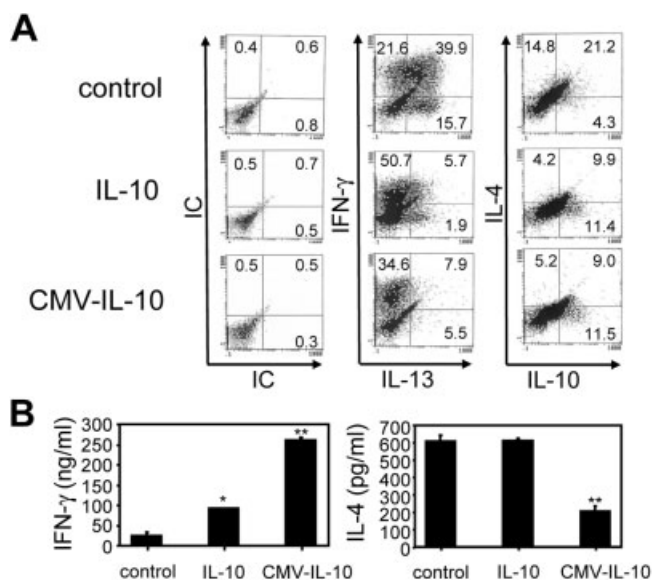 A
control
0.4 0.6
0.8
21.6 39.9
15.7
14.8 21.2
4.3
IL-10
0.5 0.7
0.5
50.7 5.7
1.9
4.2 9.9
11.4
CMV-IL-10
0.5 0.5
0.3
34.6 7.9
5.5
5.2 9.0
11.5
IC
IFN-γ
IL-4
IC
IL-13
IL-10
B
IFN-γ (ng/ml)
300
250
200
150
100
50
0
*
**
control IL-10 CMV-IL-10
IL-4 (pg/ml)
700
600
500
400
300
200
100
0
**
control IL-10 CMV-IL-10